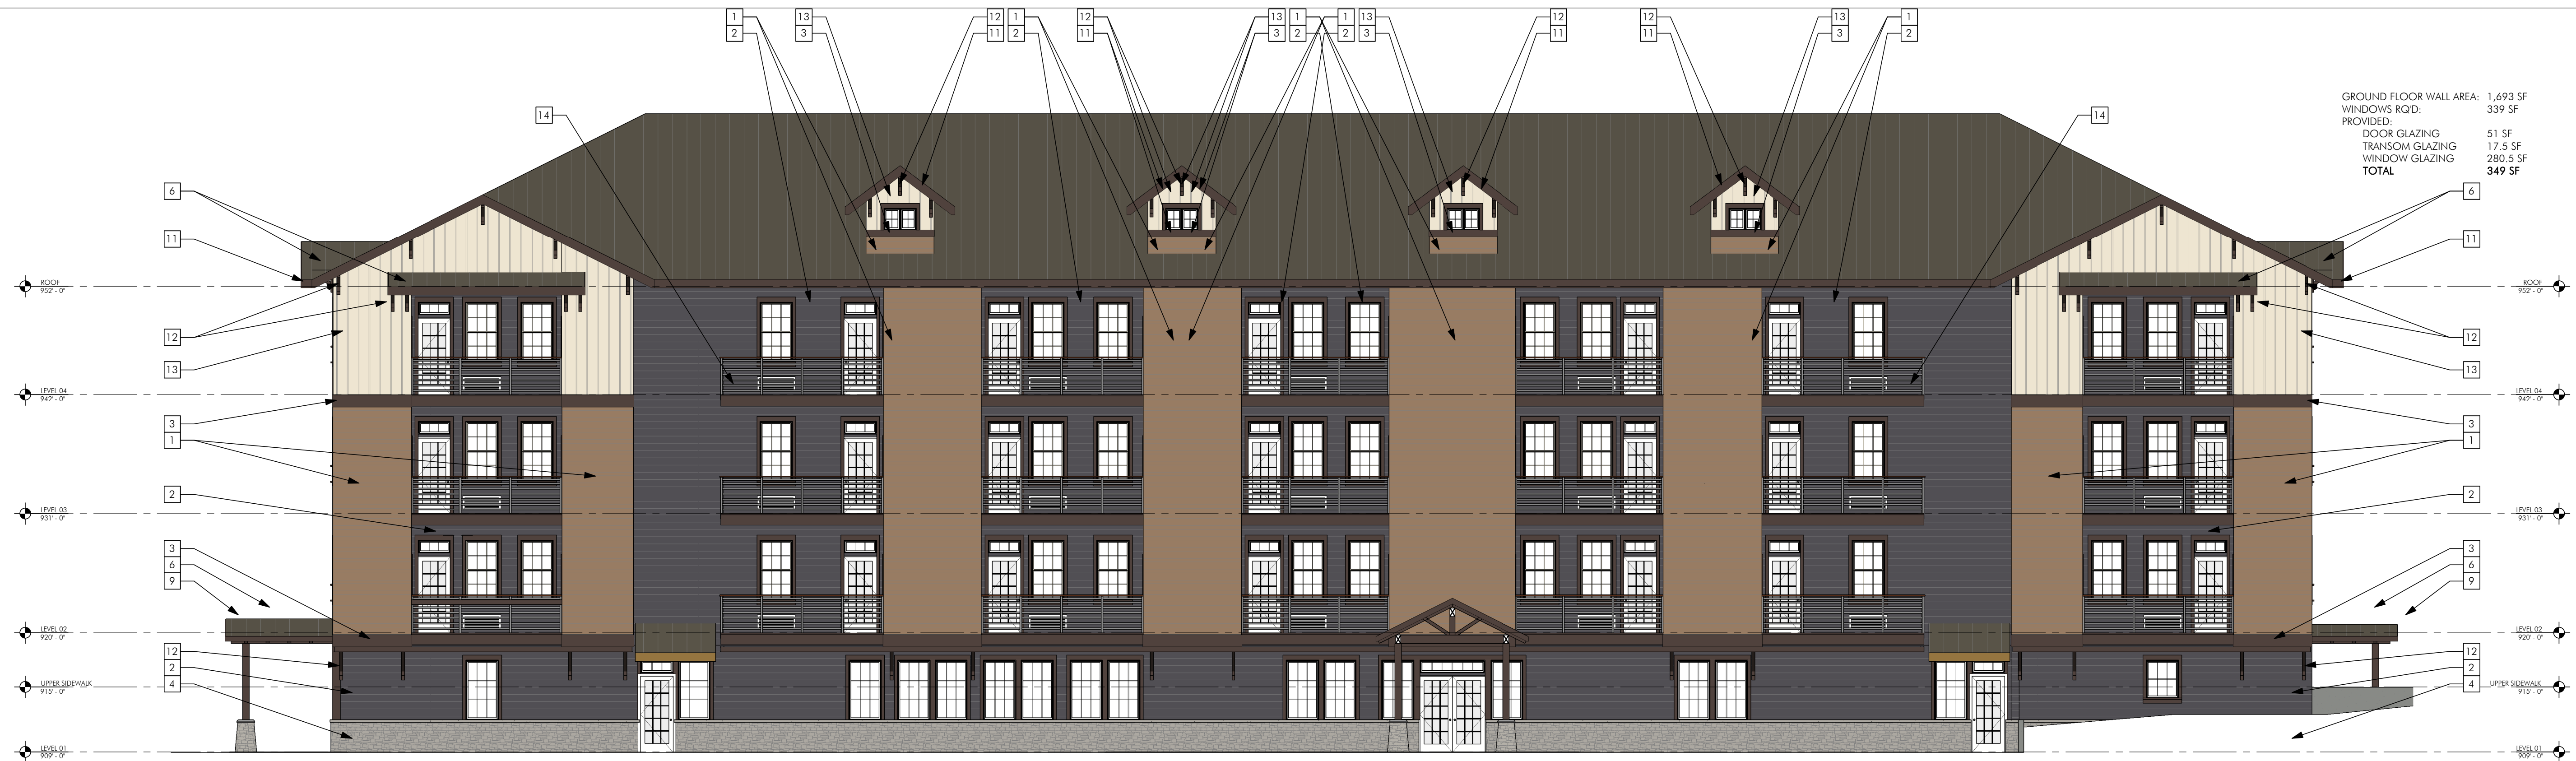 1 13 12 1 12 13 1 1 13 12 12 13 1
2 3 11 2 11 3 2 2 3 11 11 3 2
GROUND FLOOR WALL AREA: 1,693 SF
WINDOWS RQ'D: 339 SF
PROVIDED:
DOOR GLAZING 51 SF
TRANSOM GLAZING 17.5 SF
WINDOW GLAZING 280.5 SF
TOTAL 349 SF
14 14
6 6
11 11
ROOF ROOF
952' - 0" 952' - 0"
12 12
13 13
LEVEL 04 LEVEL 04
942' - 0" 942' - 0"
3 3
1 1
2 2
LEVEL 03 LEVEL 03
931' - 0" 931' - 0"
3 3
6 6
9 9
LEVEL 02 LEVEL 02
920' - 0" 920' - 0"
12 12
2 2
4 4
UPPER SIDEWALK UPPER SIDEWALK
915' - 0" 915' - 0"
LEVEL 01 LEVEL 01
909' - 0" 909' - 0"